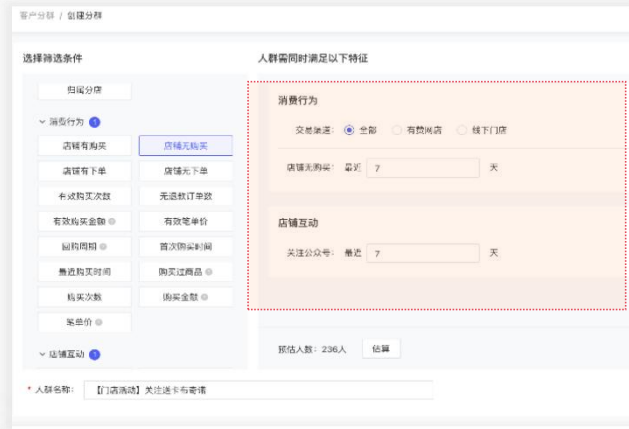 客户分群 / 创建分群
选择筛选条件
归属分店
消费行为 1
店铺有购买 店铺无购买
店铺有下单 店铺无下单
有效购买次数 无退款订单数
有效购买金额 有效笔单价
回购周期 首次购买时间
最近购买时间 购买过商品
购买次数 购买金额
笔单价
店铺互动 1
人群需同时满足以下特征
消费行为
交易渠道: 全部 有赞网店 线下门店
店铺无购买: 最近 7 天
店铺互动
关注公众号: 最近 7 天
预估人数: 236人 估算
* 人群名称: 【门店活动】关注送卡布奇诺